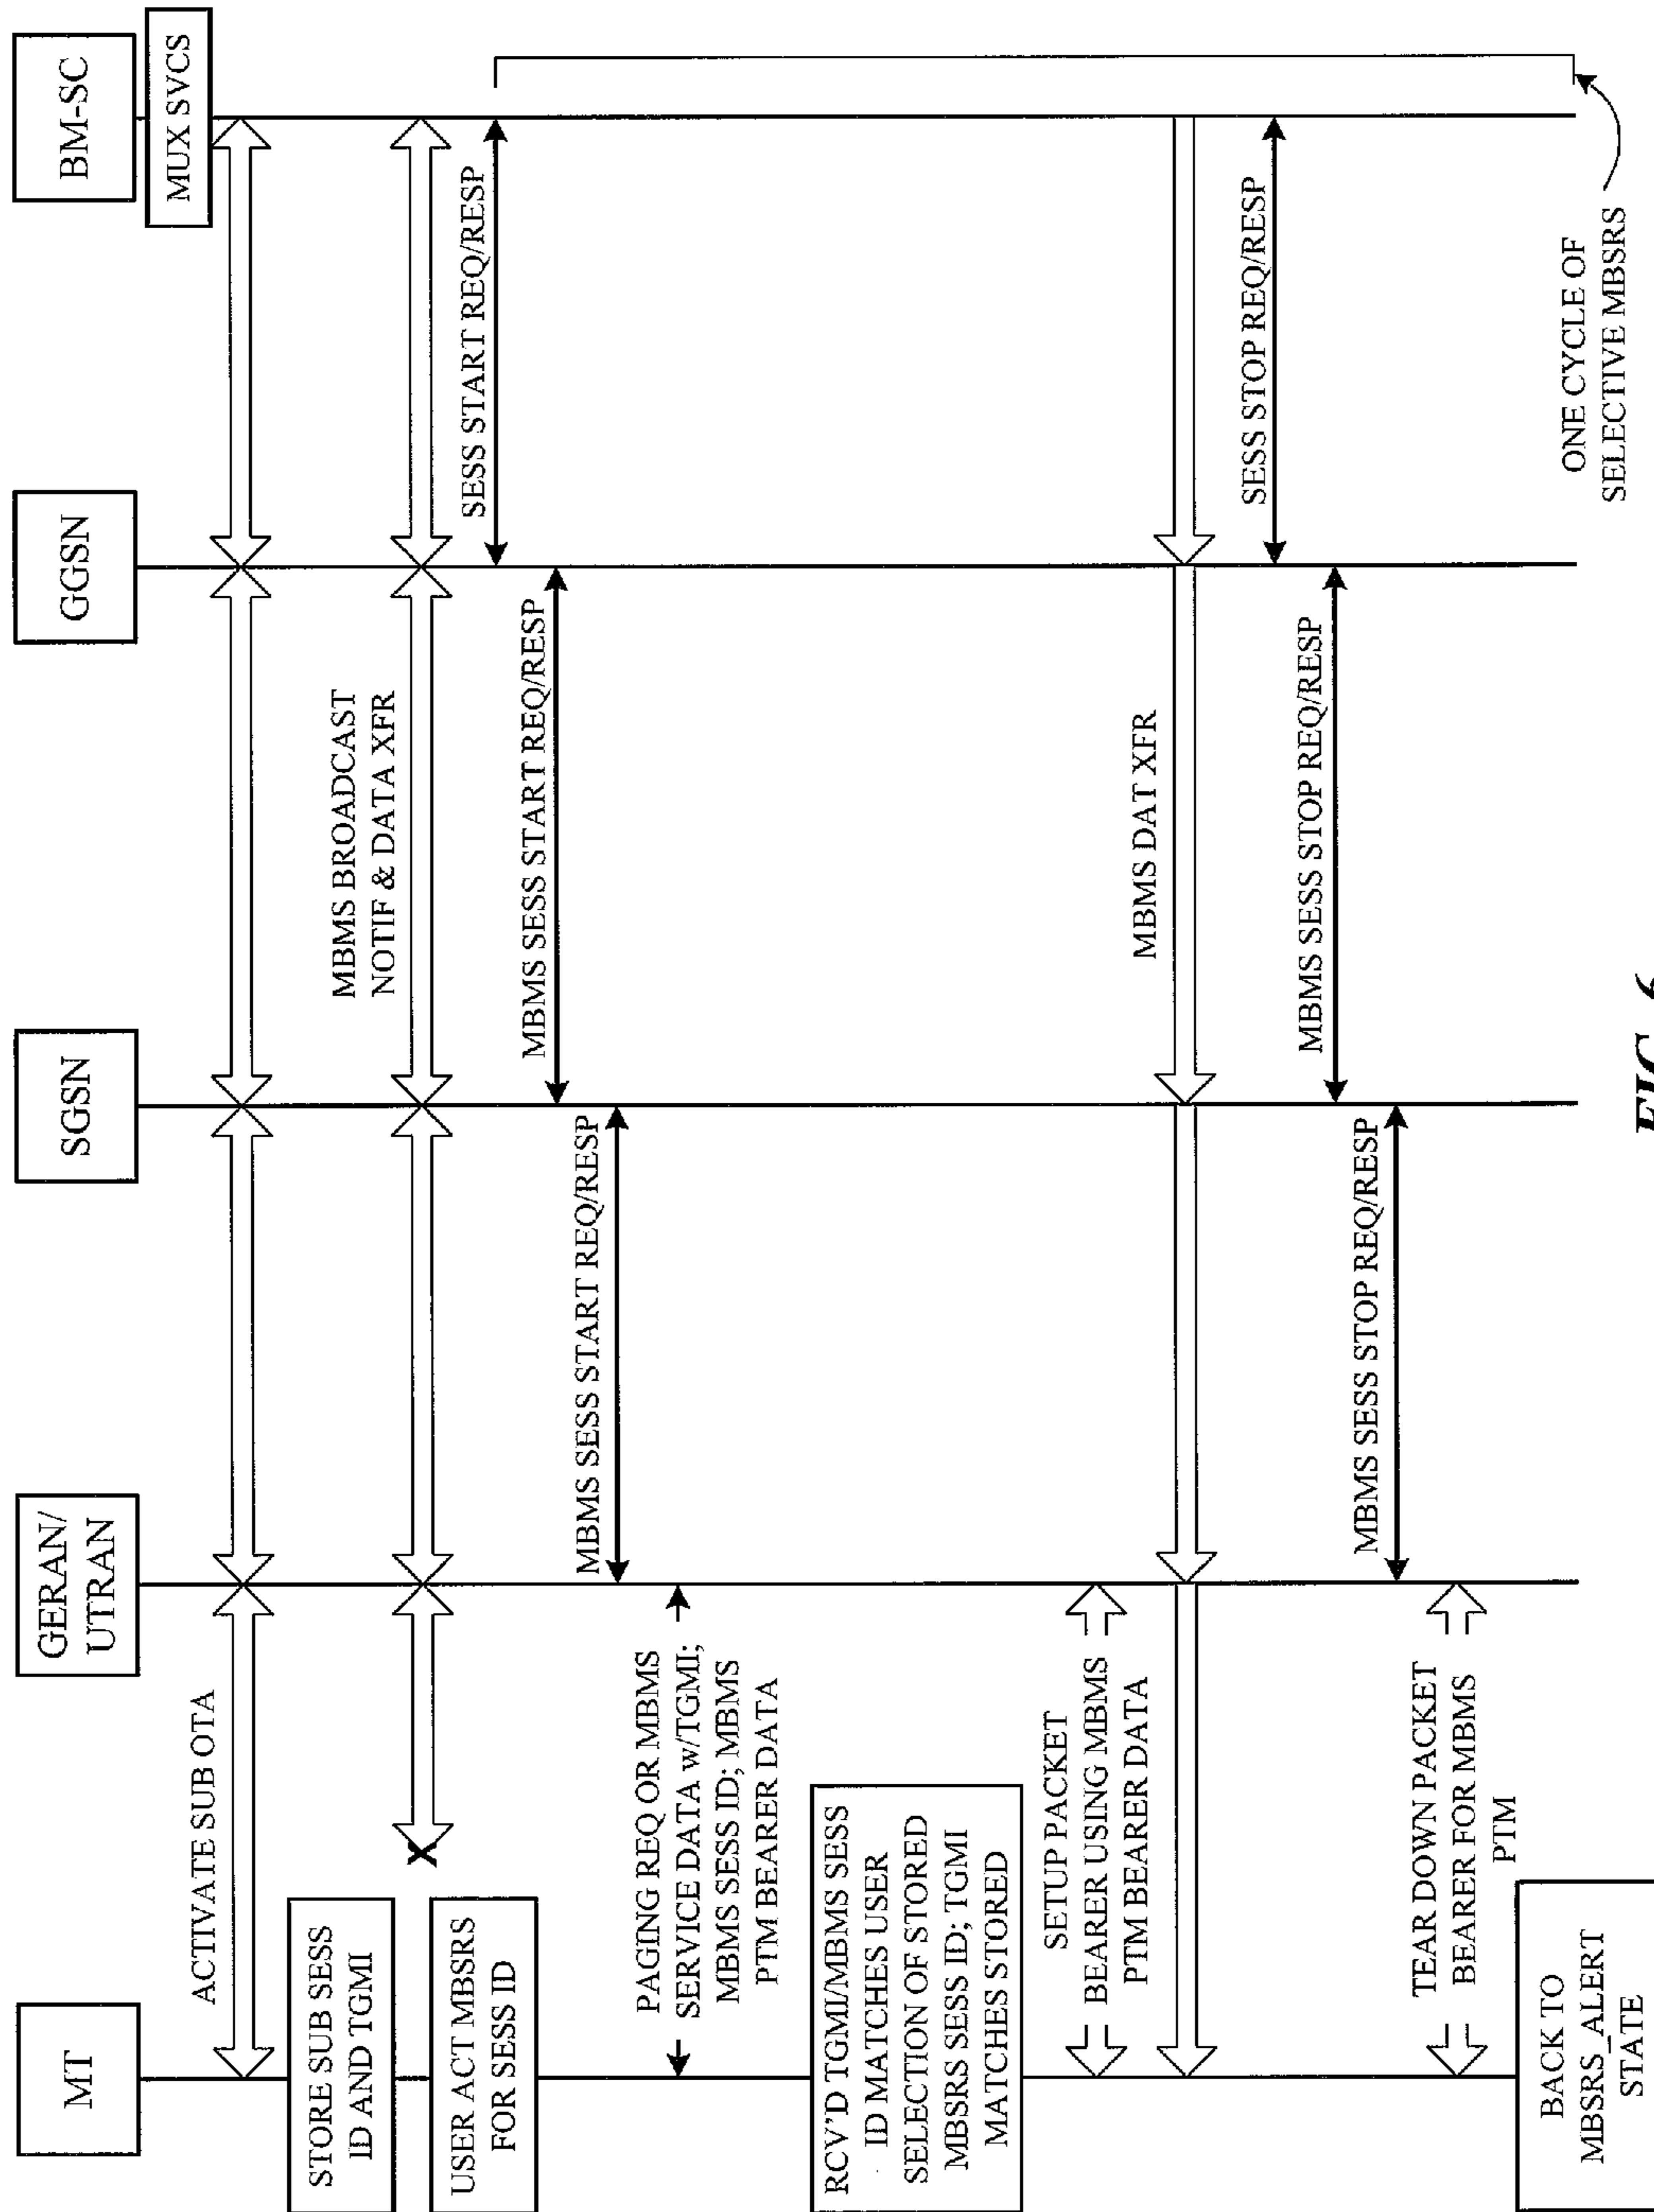 MT
GERAN/
UTRAN
SGSN
GGSN
BM-SC
MUX SVCS
ACTIVATE SUB OTA
STORE SUB SESS
ID AND TGMI
MBMS BROADCAST
NOTIF & DATA XFR
X
USER ACT MBSRS
FOR SESS ID
SESS START REQ/RESP
MBMS SESS START REQ/RESP
MBMS SESS START REQ/RESP
PAGING REQ OR MBMS
SERVICE DATA w/TGMI;
MBMS SESS ID; MBMS
PTM BEARER DATA
RCV'D TGMI/MBMS SESS
ID MATCHES USER
SELECTION OF STORED
MBSRS SESS ID; TGMI
MATCHES STORED
SETUP PACKET
BEARER USING MBMS
PTM BEARER DATA
MBMS DAT XFR
SESS STOP REQ/RESP
MBMS SESS STOP REQ/RESP
MBMS SESS STOP REQ/RESP
TEAR DOWN PACKET
BEARER FOR MBMS
PTM
BACK TO
MBSRS_ALERT
STATE
ONE CYCLE OF
SELECTIVE MBSRS
FIG. 6